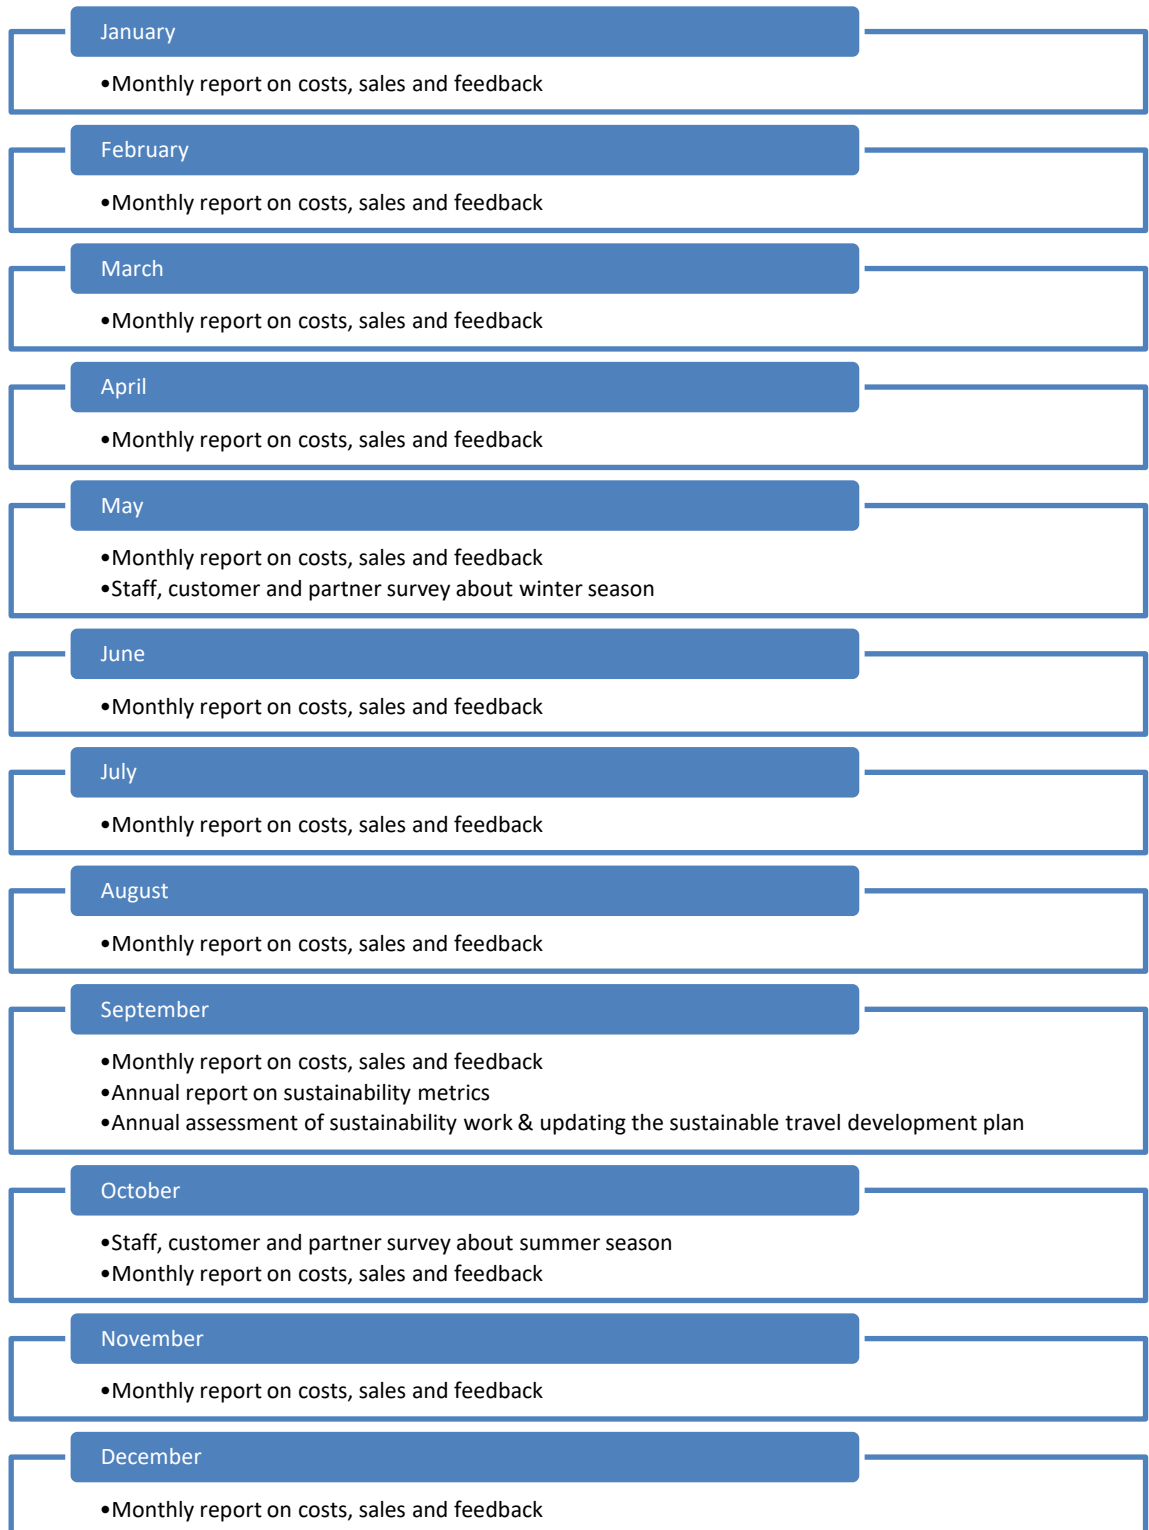 January
•Monthly report on costs, sales and feedback
February
•Monthly report on costs, sales and feedback
March
•Monthly report on costs, sales and feedback
April
•Monthly report on costs, sales and feedback
May
•Monthly report on costs, sales and feedback
•Staff, customer and partner survey about winter season
June
•Monthly report on costs, sales and feedback
July
•Monthly report on costs, sales and feedback
August
•Monthly report on costs, sales and feedback
September
•Monthly report on costs, sales and feedback
•Annual report on sustainability metrics
•Annual assessment of sustainability work & updating the sustainable travel development plan
October
•Staff, customer and partner survey about summer season
•Monthly report on costs, sales and feedback
November
•Monthly report on costs, sales and feedback
December
•Monthly report on costs, sales and feedback